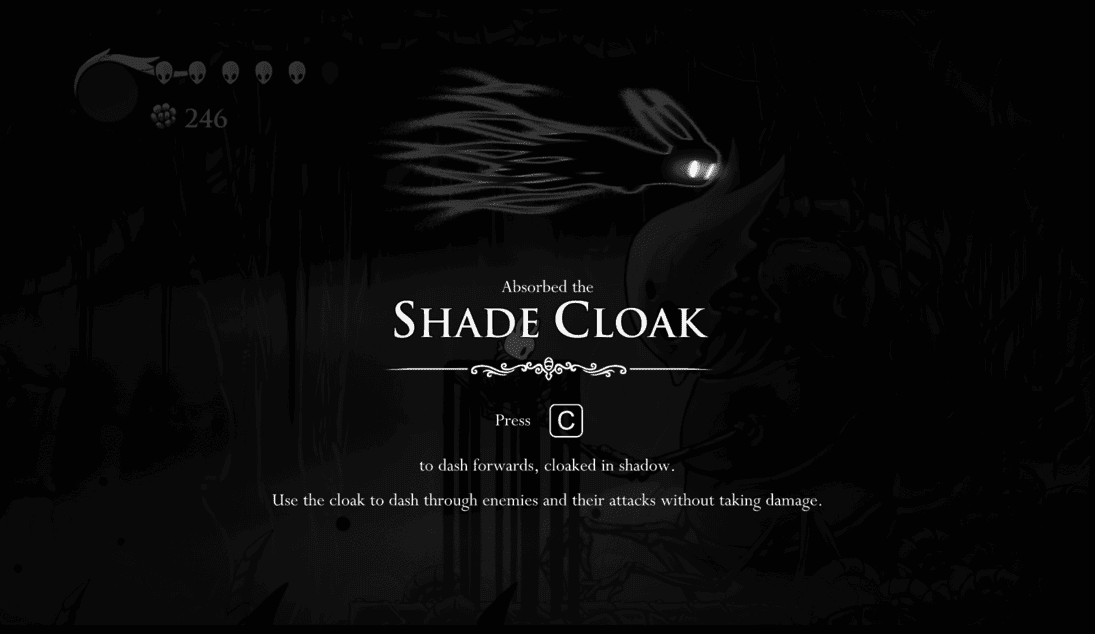 246
Absorbed the
SHADE CLOAK
Press C
to dash forwards, cloaked in shadow.
Use the cloak to dash through enemies and their attacks without taking damage.